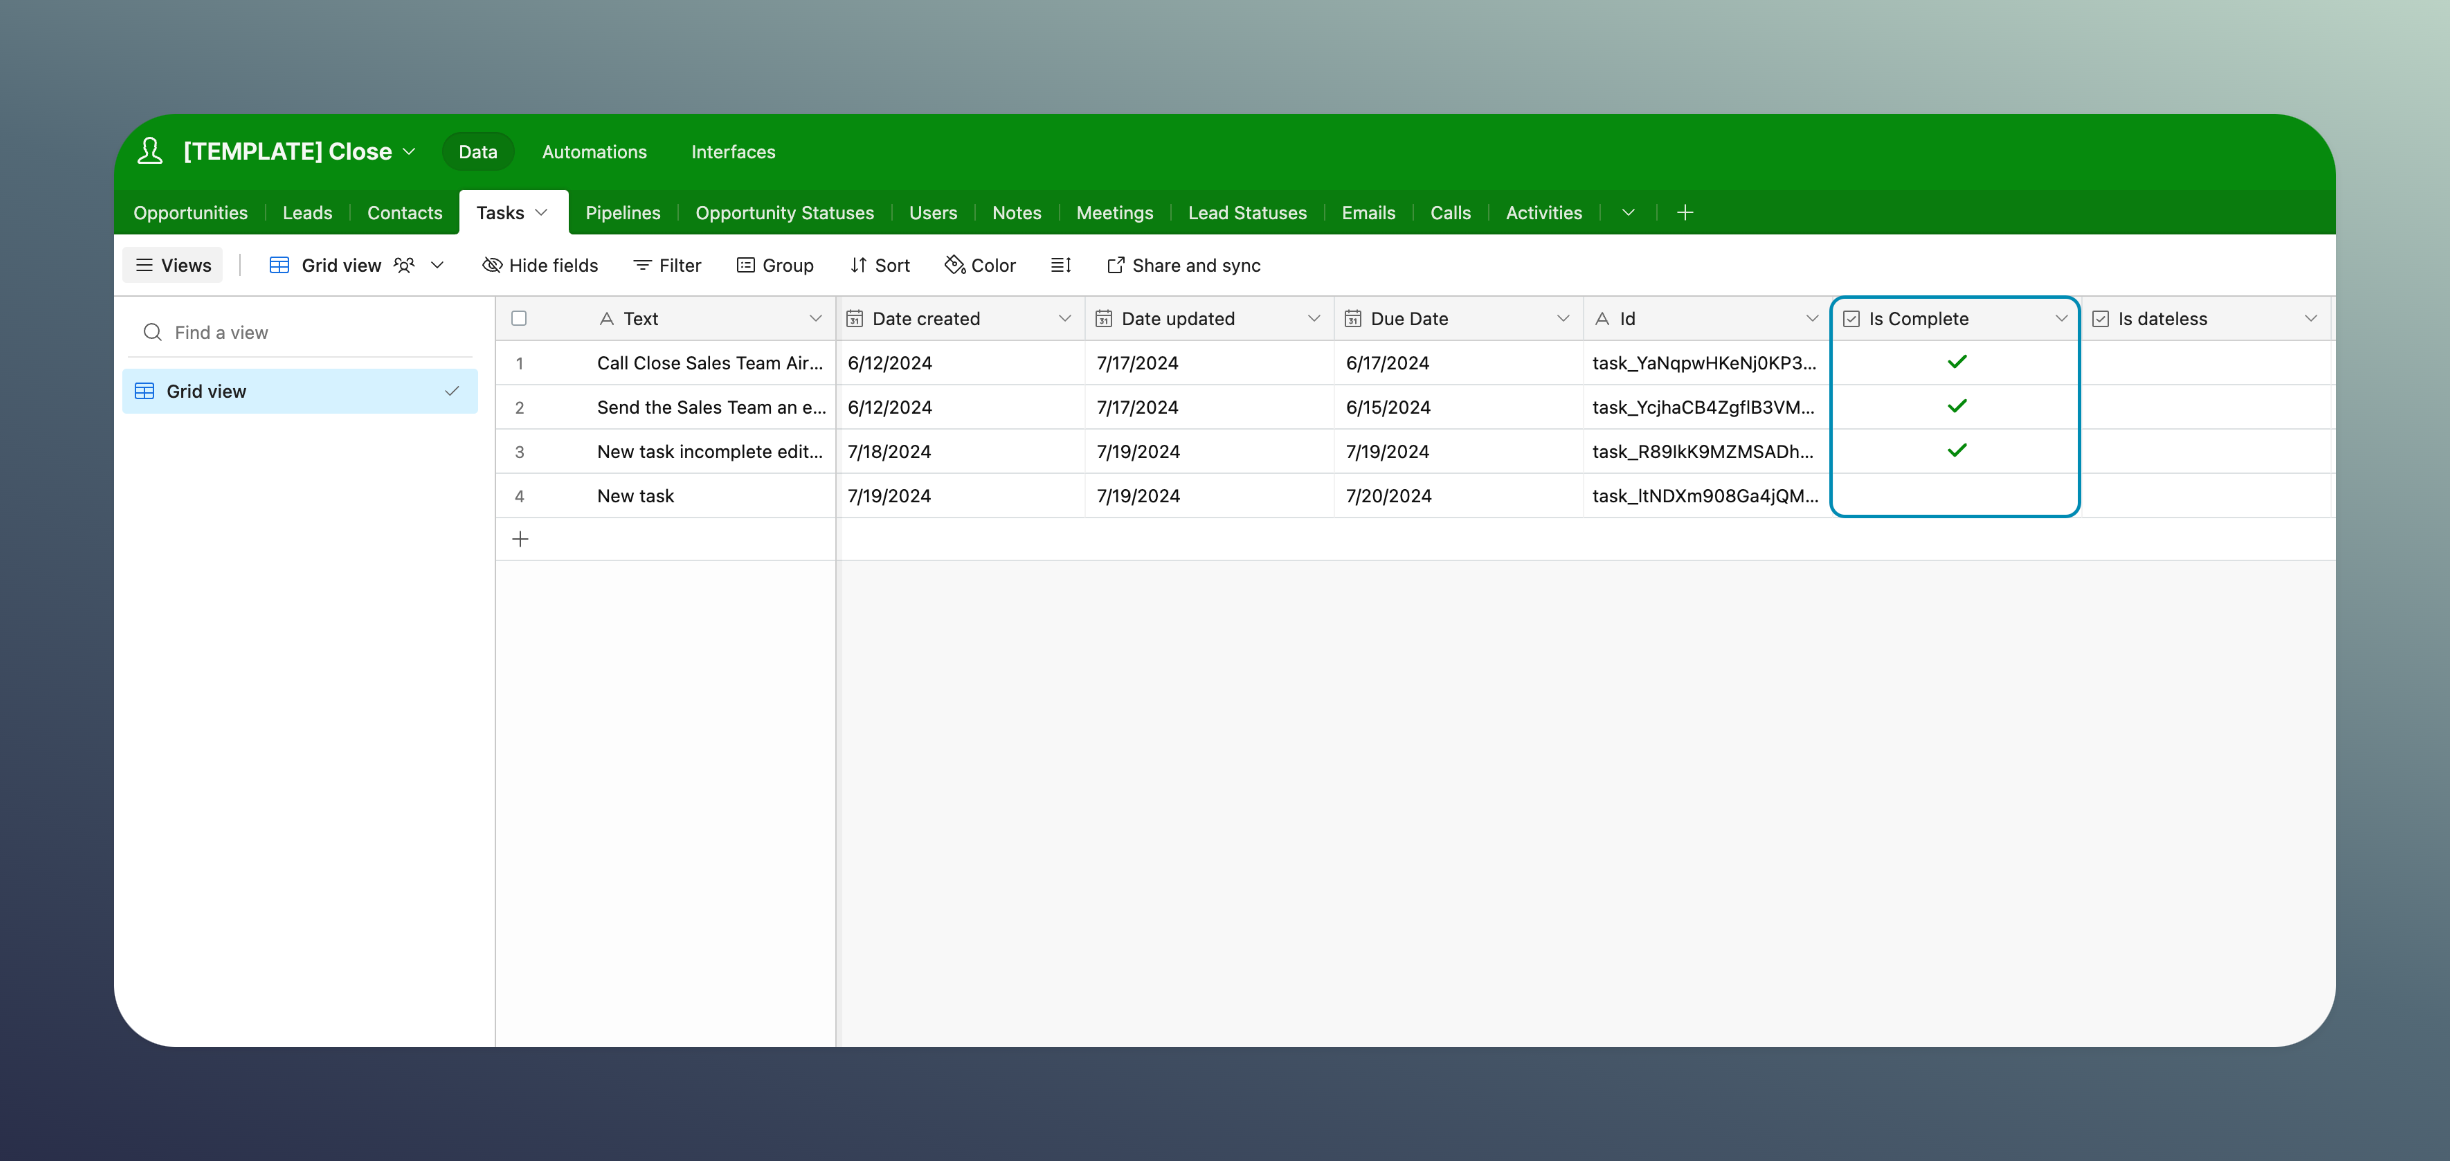 [TEMPLATE] Close Data Automations Interfaces
Opportunities Leads Contacts Tasks Pipelines Opportunity Statuses Users Notes Meetings Lead Statuses Emails Calls Activities
Views Grid view Hide fields Filter Group Sort Color Share and sync
Find a view
Grid view
Text Date created Date updated Due Date Id Is Complete Is dateless
1 Call Close Sales Team Air... 6/12/2024 7/17/2024 6/17/2024 task_YaNqpwHKeNj0KP3...
2 Send the Sales Team an e... 6/12/2024 7/17/2024 6/15/2024 task_YcjhaCB4ZgflB3VM...
3 New task incomplete edit... 7/18/2024 7/19/2024 7/19/2024 task_R89IkK9MZMSADh...
4 New task 7/19/2024 7/19/2024 7/20/2024 task_ltNDXm908Ga4jQM...